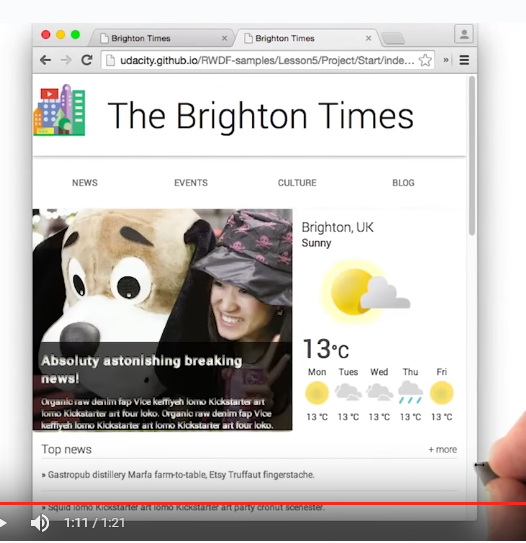 Brighton Times
Brighton Times
udacity.github.io/RWDF-samples/Lesson5/Project/Start/inde...
The Brighton Times
NEWS EVENTS CULTURE BLOG
Brighton, UK
Sunny
13°C
Mon Tues Wed Thu Fri
13 °C 13 °C 13 °C 13 °C 13 °C
Absoluty astonishing breaking
news!
Organic raw denim fap Vice
keffiyeh lomo Kickstarter art
lomo Kickstarter art four loko. Organic raw denim fap Vice
keffiyeh lomo Kickstarter art four loko.
Top news + more
» Gastropub distillery Marfa farm-to-table, Etsy Truffaut fingerstache.
» Squid lomo Kickstarter art lomo Kickstarter art party cronut scenester.
1:11 / 1:21